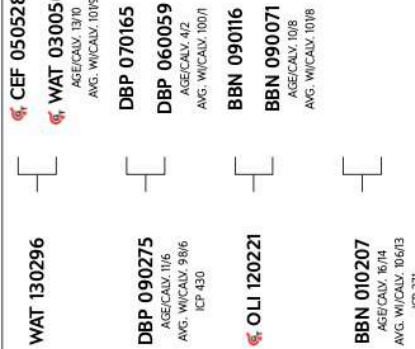 WAT 130296
DBP 090275
AGE/CALV. 11/6
AVG. WI/CALV. 98/6
ICP 430
OLI 120221
BBN 010207
AGE/CALV. 16/14
AVG. WI/CALV. 106/13
CEF 050528
WAT
AGE/CALV. 13/10
AVG. WI/CALV. 101/9
DBP 070165
DBP 060059
AGE/CALV. 4/2
AVG. WI/CALV. 100/1
BBN 090116
BBN 090071
AGE/CALV. 10/8
AVG. WI/CALV. 101/8